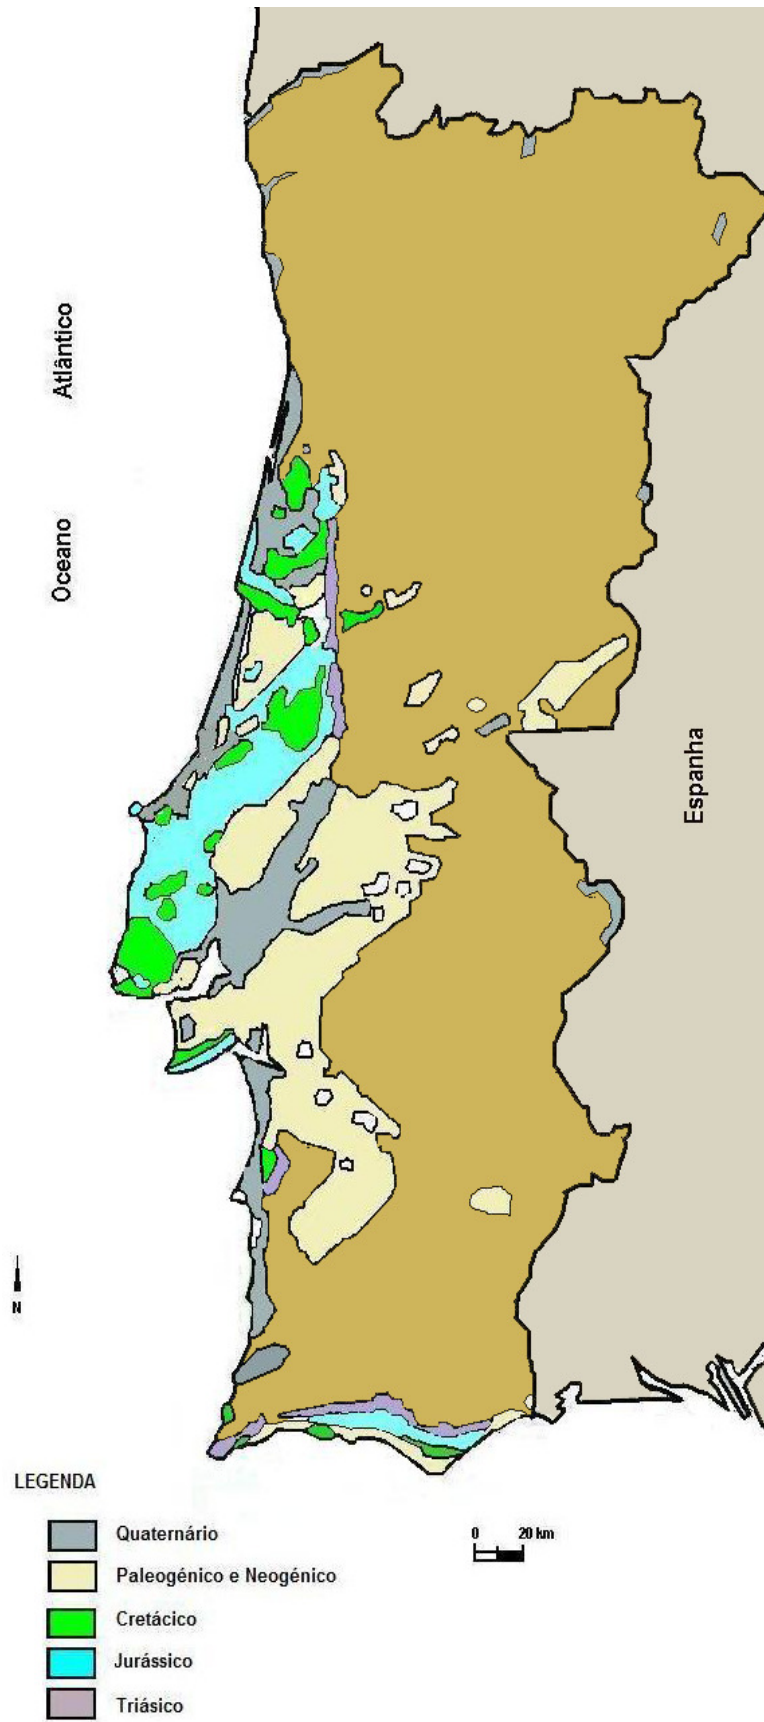 Atlântico
Oceano
Espanha
N
LEGENDA
0 20 km
Quaternário
Paleogénico e Neogénico
Cretácico
Jurássico
Triásico